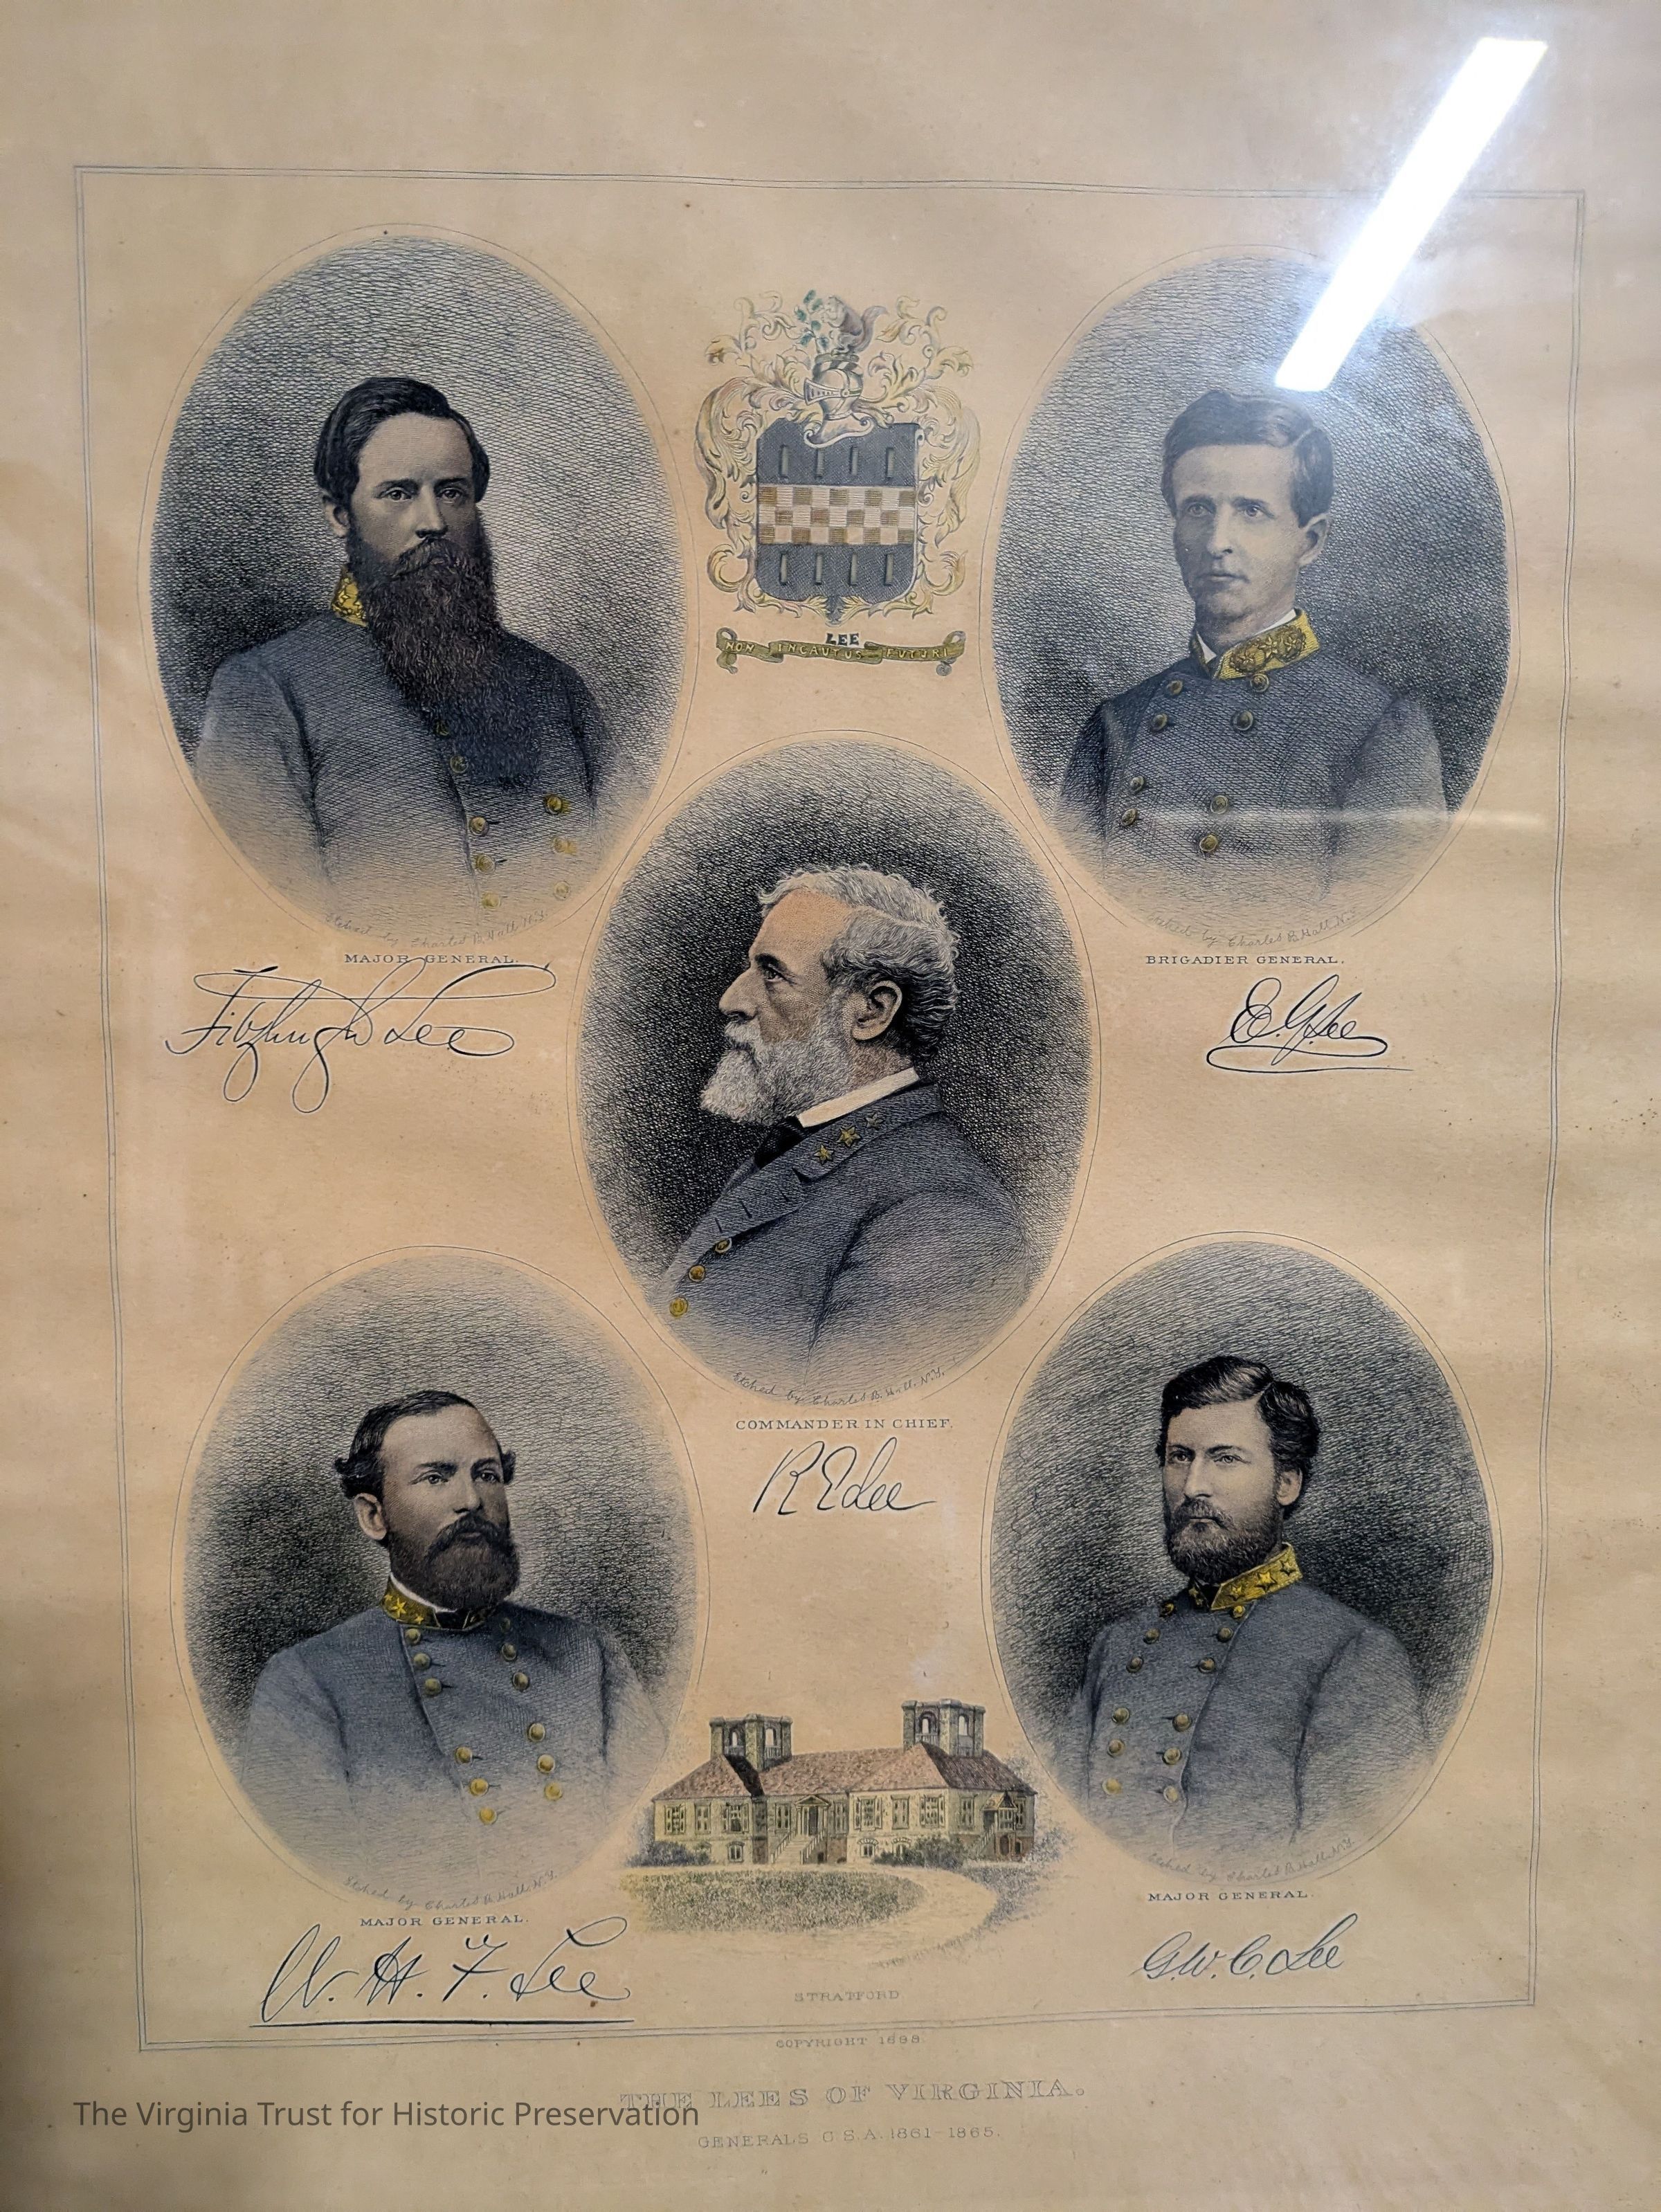 LEE
NON INCAUTUS FUTURI
Etched by Charles B. Hall N.Y.
MAJOR GENERAL.
Fitzhugh Lee
Etched by Charles B. Hall. N.Y.
BRIGADIER GENERAL.
E. G. Lee
Etched by Charles B. Hall. N.Y.
COMMANDER IN CHIEF.
R E Lee
Etched by Charles B. Hall. N.Y.
MAJOR GENERAL.
W. H. F. Lee
Etched by Charles B. Hall. N.Y.
MAJOR GENERAL.
G. W. C. Lee
STRATFORD
COPYRIGHT 1898.
THE LEES OF VIRGINIA.
The Virginia Trust for Historic Preservation
GENERALS C.S.A. 1861-1865.